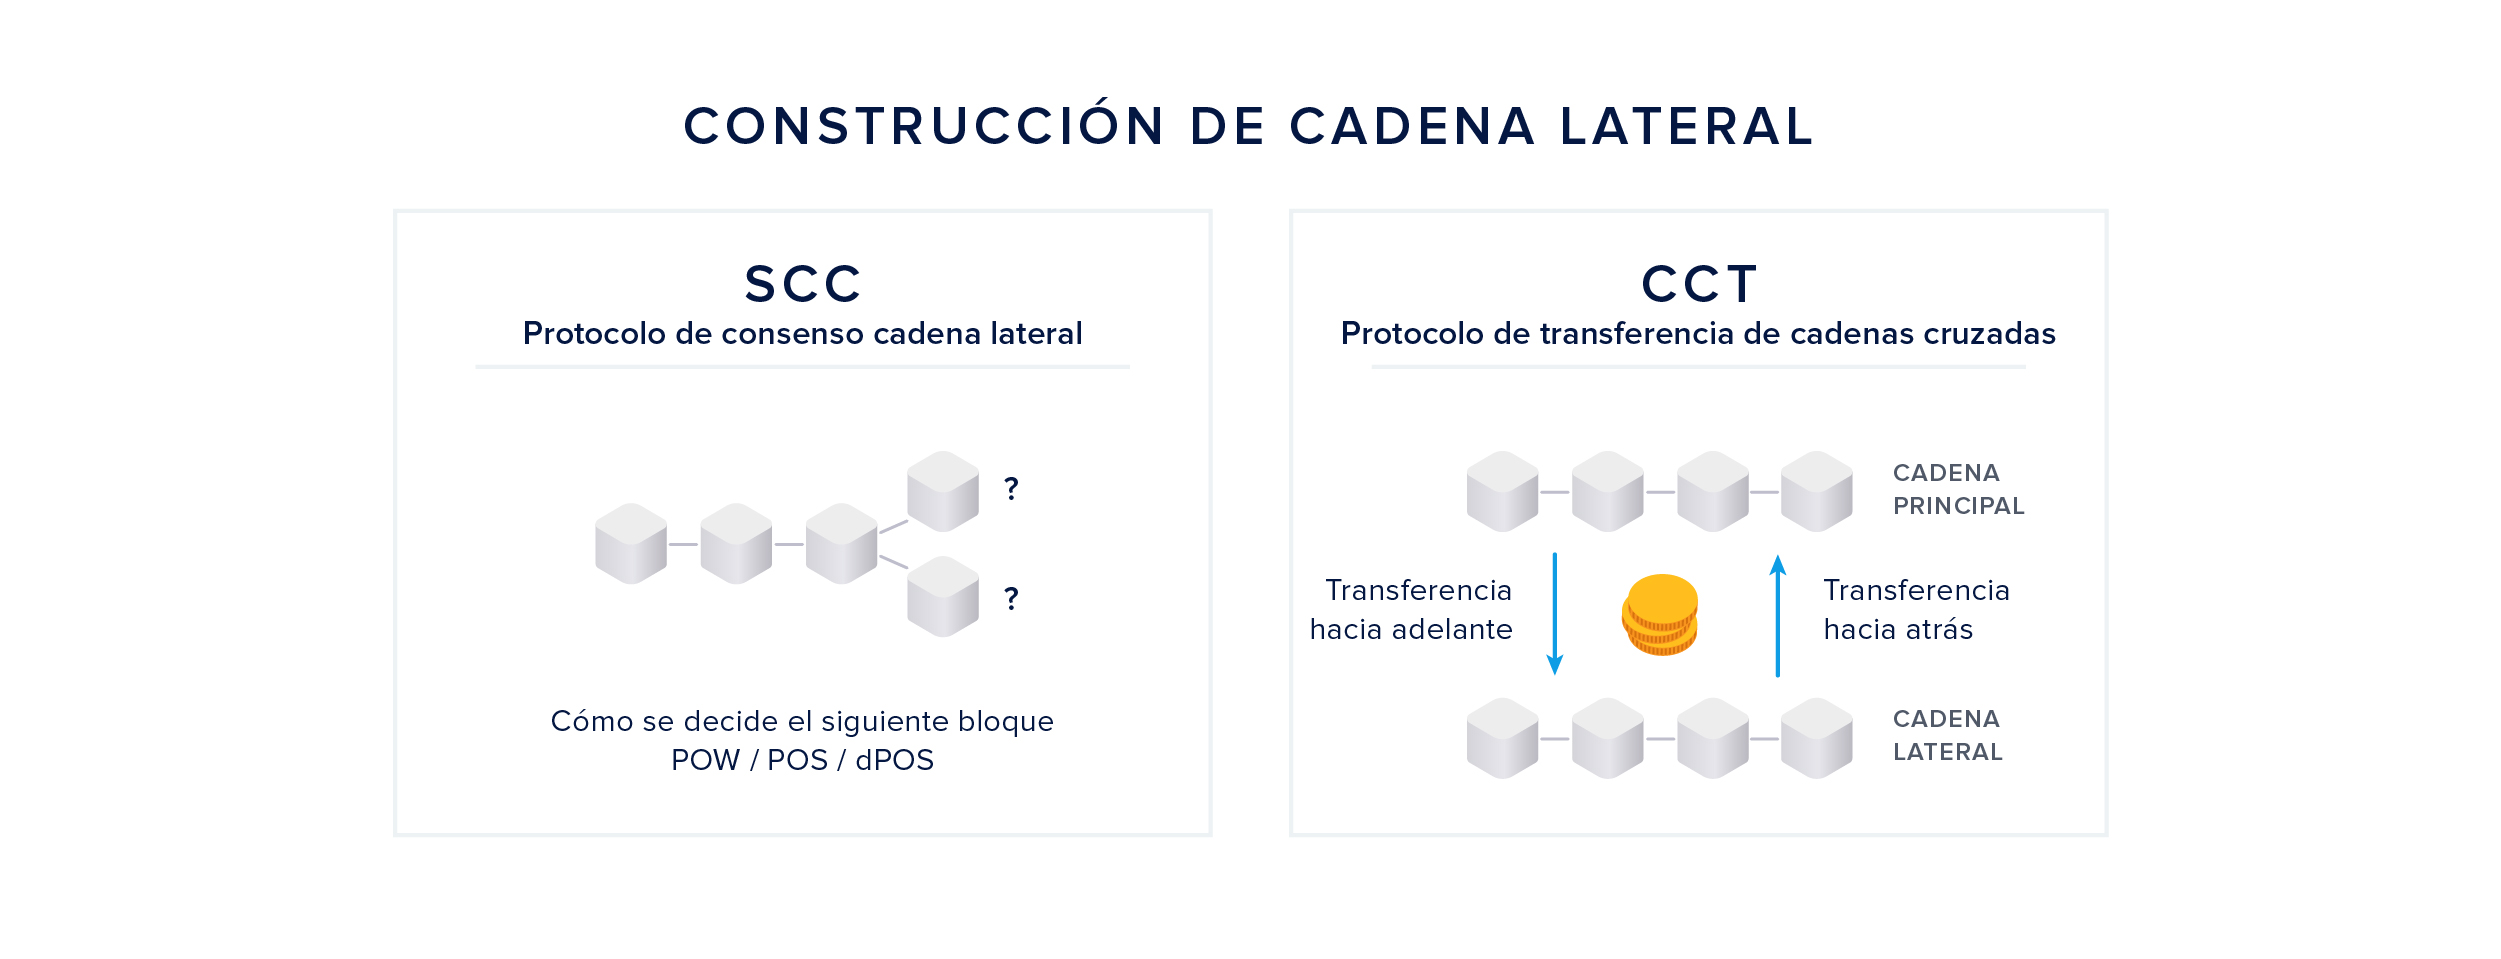 CONSTRUCCIÓN DE CADENA LATERAL
SCC
Protocolo de consenso cadena lateral
?
?
Cómo se decide el siguiente bloque
POW / POS / dPOS
CCT
Protocolo de transferencia de cadenas cruzadas
CADENA
PRINCIPAL
Transferencia
hacia adelante
Transferencia
hacia atrás
CADENA
LATERAL